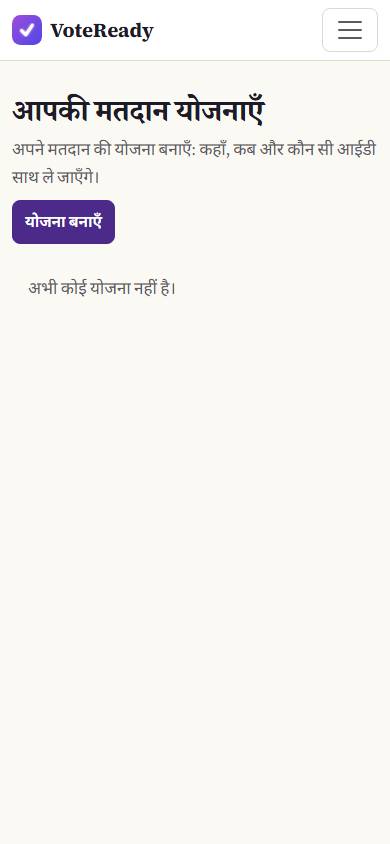 VoteReady
आपकी मतदान योजनाएँ
अपने मतदान की योजना बनाएँ: कहाँ, कब और कौन सी आईडी
साथ ले जाएँगे।
योजना बनाएँ
अभी कोई योजना नहीं है।